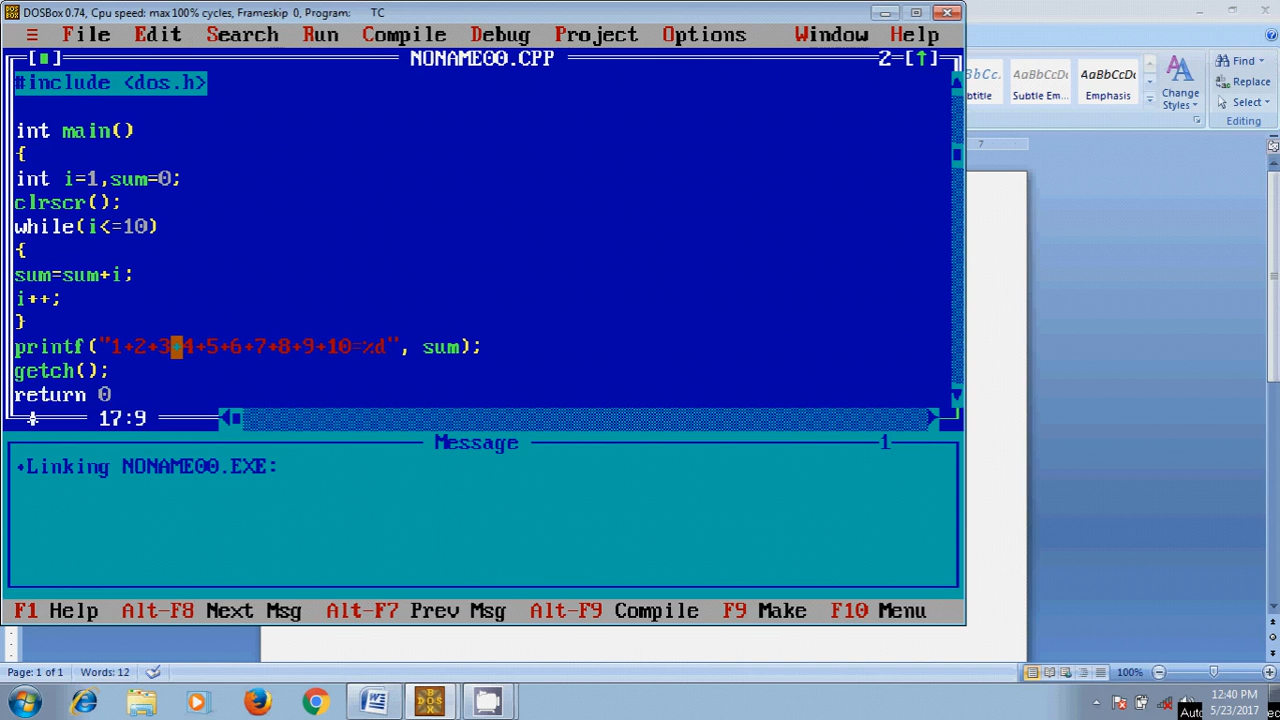 DOSBox 0.74, Cpu speed: max 100% cycles, Frameskip 0, Program: TC
≡ File Edit Search Run Compile Debug Project Options Window Help
NONAME00.CPP 2=[↑]
#include <dos.h>
int main()
{
int i=1,sum=0;
clrscr();
while(i<=10)
{
sum=sum+i;
i++;
}
printf("1+2+3+4+5+6+7+8+9+10=%d", sum);
getch();
return 0
17:9
Message 1
•Linking NONAME00.EXE:
F1 Help Alt-F8 Next Msg Alt-F7 Prev Msg Alt-F9 Compile F9 Make F10 Menu
AaBbCcDc AaBbCcDc
btitle Subtle Em... Emphasis
Change Styles
Find
Replace
Select
Editing
7
Page: 1 of 1 Words: 12 100%
12:40 PM
5/23/2017